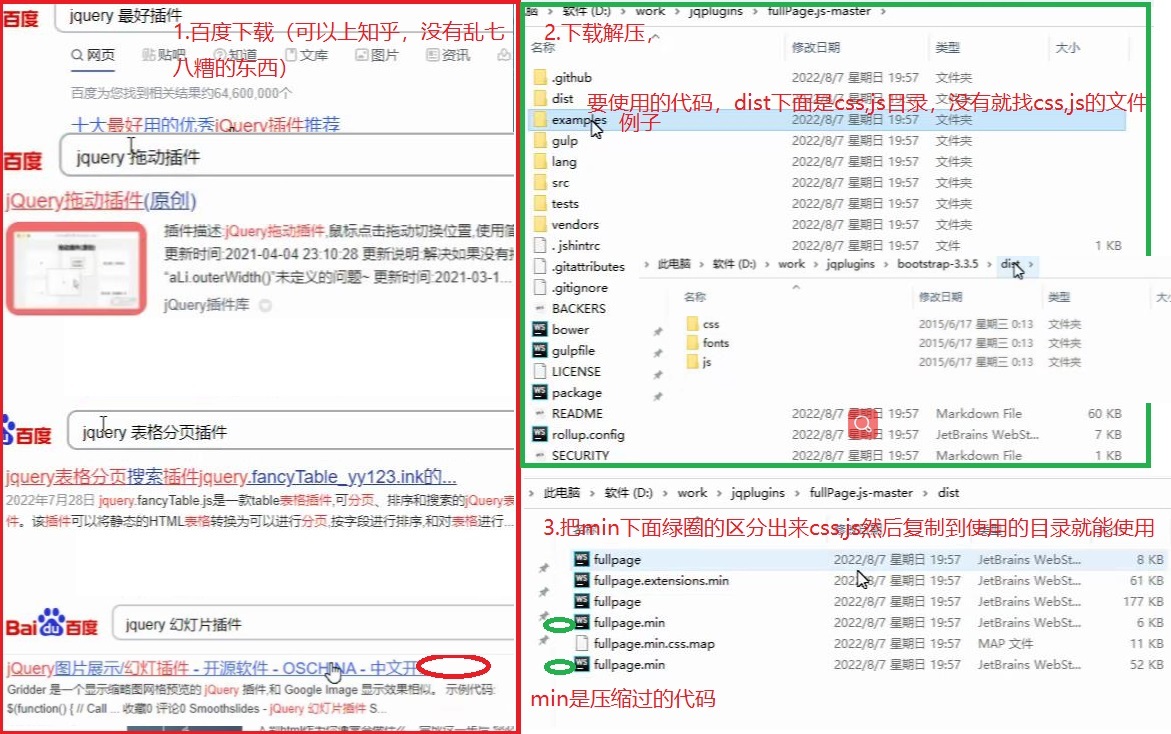 百度
jquery 最好插件
1.百度下载（可以上知乎，没有乱七
八糟的东西）
网页 贴吧 知道 文库 图片 资讯
百度为您找到相关结果约64,600,000个
十大最好用的优秀jQuery插件推荐
百度
jquery 拖动插件
jQuery拖动插件(原创)
插件描述:jQuery拖动插件,鼠标点击拖动切换位置,使用简
更新时间:2021-04-04 23:10:28 更新说明:解决如果没有拖
"aLi.outerWidth()"未定义的问题~ 更新时间:2021-03-1...
jQuery插件库
百度
jquery 表格分页插件
jquery表格分页搜索插件jquery.fancyTable_yy123.ink的...
2022年7月28日 jquery.fancyTable.js是一款table表格插件,可分页、排序和搜索的jQuery表
件。该插件可以将静态的HTML表格转换为可以进行分页,按字段进行排序,和对表格进行...
Baidu百度
jquery 幻灯片插件
jQuery图片展示/幻灯插件 - 开源软件 - OSCHINA - 中文开
Gridder 是一个显示缩略图网格预览的 jQuery 插件,和 Google Image 显示效果相似。 示例代码:
$(function() { // Call ... 收藏0 评论0 Smoothslides - jQuery 幻灯片插件 S...
脑 › 软件 (D:) › work › jqplugins › fullPage.js-master ›
2.下载解压，
名称 修改日期 类型 大小
.github 2022/8/7 星期日 19:57 文件夹
dist 2022/8/7 星期日 19:57 文件夹
要使用的代码，dist下面是css,js目录，没有就找css,js的文件
examples 2022/8/7 星期日 19:57 文件夹
例子
gulp 2022/8/7 星期日 19:57 文件夹
lang 2022/8/7 星期日 19:57 文件夹
src 2022/8/7 星期日 19:57 文件夹
tests 2022/8/7 星期日 19:57 文件夹
vendors 2022/8/7 星期日 19:57 文件夹
.jshintrc 2022/8/7 星期日 19:57 文件 1 KB
.gitattributes
.gitignore
BACKERS
bower
gulpfile
LICENSE
package
README 2022/8/7 星期日 19:57 Markdown File 60 KB
rollup.config 2022/8/7 星期日 19:57 JetBrains WebSt... 7 KB
SECURITY 2022/8/7 星期日 19:57 Markdown File 1 KB
› 此电脑 › 软件 (D:) › work › jqplugins › bootstrap-3.3.5 › dist ›
名称 修改日期 类型 大
css 2015/6/17 星期三 0:13 文件夹
fonts 2015/6/17 星期三 0:13 文件夹
js 2015/6/17 星期三 0:13 文件夹
› 此电脑 › 软件 (D:) › work › jqplugins › fullPage.js-master › dist
3.把min下面绿圈的区分出来css.js然后复制到使用的目录就能使用
fullpage 2022/8/7 星期日 19:57 JetBrains WebSt... 8 KB
fullpage.extensions.min 2022/8/7 星期日 19:57 JetBrains WebSt... 61 KB
fullpage 2022/8/7 星期日 19:57 JetBrains WebSt... 177 KB
fullpage.min 2022/8/7 星期日 19:57 JetBrains WebSt... 6 KB
fullpage.min.css.map 2022/8/7 星期日 19:57 MAP 文件 11 KB
fullpage.min 2022/8/7 星期日 19:57 JetBrains WebSt... 52 KB
min是压缩过的代码